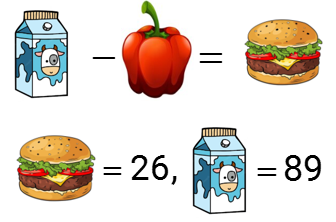 − =
= 26, = 89